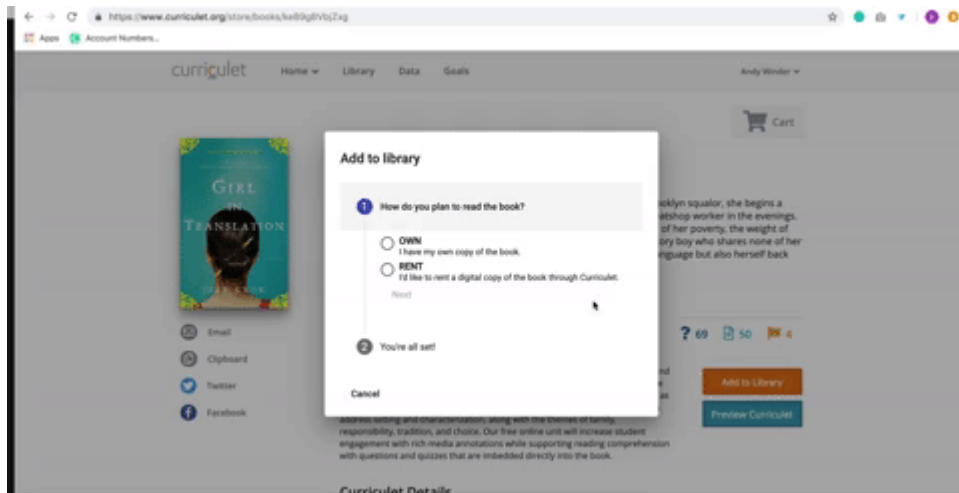 https://www.curriculet.org/store/books/
Apps
Account Numbers...
curriculet
Home
Library
Data
Goals
Andy Winder
Cart
GIRL
IN
TRANSLATION
Add to library
1
How do you plan to read the book?
OWN
I have my own copy of the book.
RENT
I'd like to rent a digital copy of the book through Curriculet.
Next
2
You're all set!
Cancel
oklyn squalor, she begins a
atshop worker in the evenings.
of her poverty, the weight of
ory boy who shares none of her
nguage but also herself back
? 69
50
4
Email
Clipboard
Twitter
Facebook
Add to Library
Preview Curriculet
address setting and characterization, along with the themes of family,
responsibility, tradition, and choice. Our free online unit will increase student
engagement with rich media annotations while supporting reading comprehension
with questions and quizzes that are imbedded directly into the book.
Curriculet Details